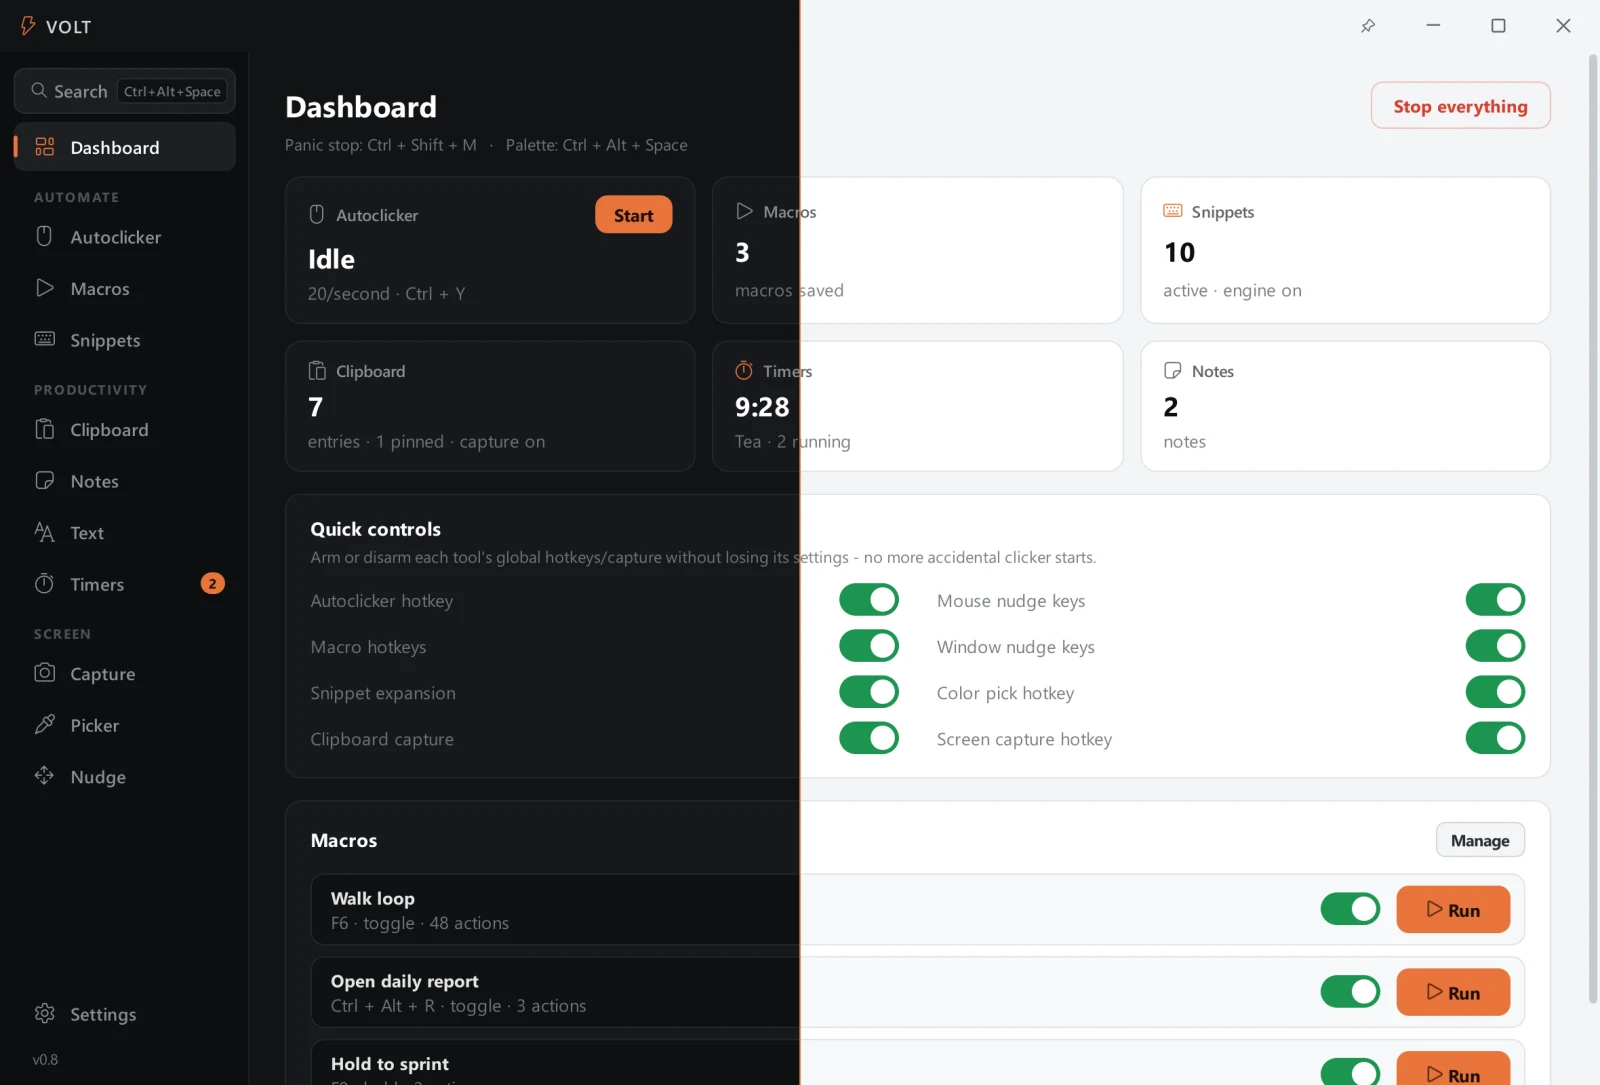 VOLT
Search Ctrl+Alt+Space
Dashboard
AUTOMATE
Autoclicker
Macros
Snippets
PRODUCTIVITY
Clipboard
Notes
Text
Timers 2
SCREEN
Capture
Picker
Nudge
Settings
v0.8
Dashboard
Panic stop: Ctrl + Shift + M · Palette: Ctrl + Alt + Space
Stop everything
Autoclicker
Start
Idle
20/second · Ctrl + Y
Macros
3
macros saved
Snippets
10
active · engine on
Clipboard
7
entries · 1 pinned · capture on
Timers
9:28
Tea · 2 running
Notes
2
notes
Quick controls
Arm or disarm each tool's global hotkeys/capture without losing its settings - no more accidental clicker starts.
Autoclicker hotkey
Mouse nudge keys
Macro hotkeys
Window nudge keys
Snippet expansion
Color pick hotkey
Clipboard capture
Screen capture hotkey
Macros
Manage
Walk loop
F6 · toggle · 48 actions
Run
Open daily report
Ctrl + Alt + R · toggle · 3 actions
Run
Hold to sprint
Run